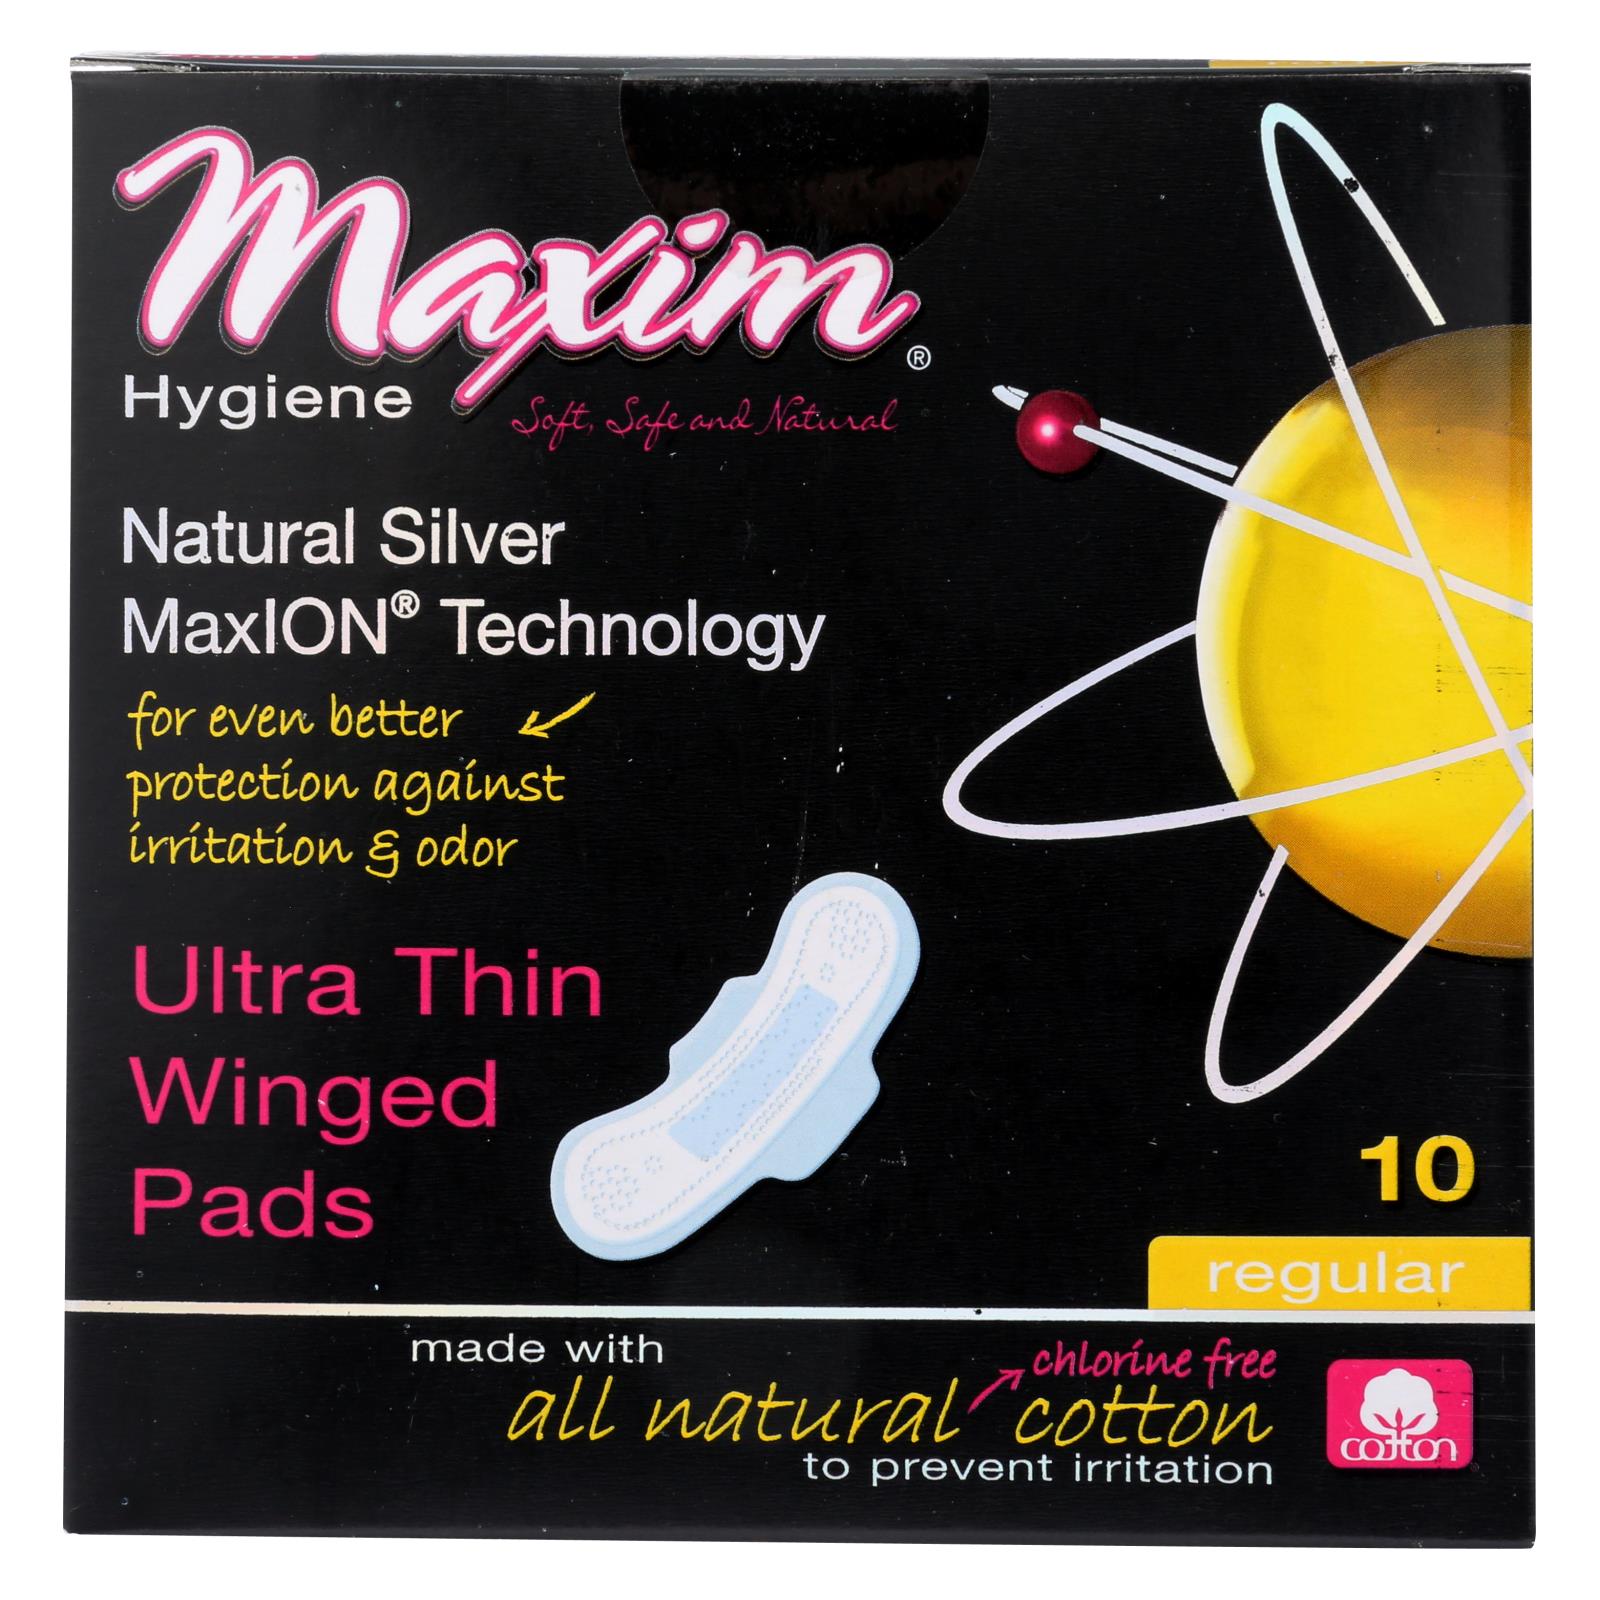 Maxim®
Hygiene
Soft, Safe and Natural
Natural Silver
MaxION® Technology
for even better
protection against
irritation & odor
Ultra Thin
Winged
Pads
10
regular
made with
chlorine free
all natural cotton
to prevent irritation
cotton